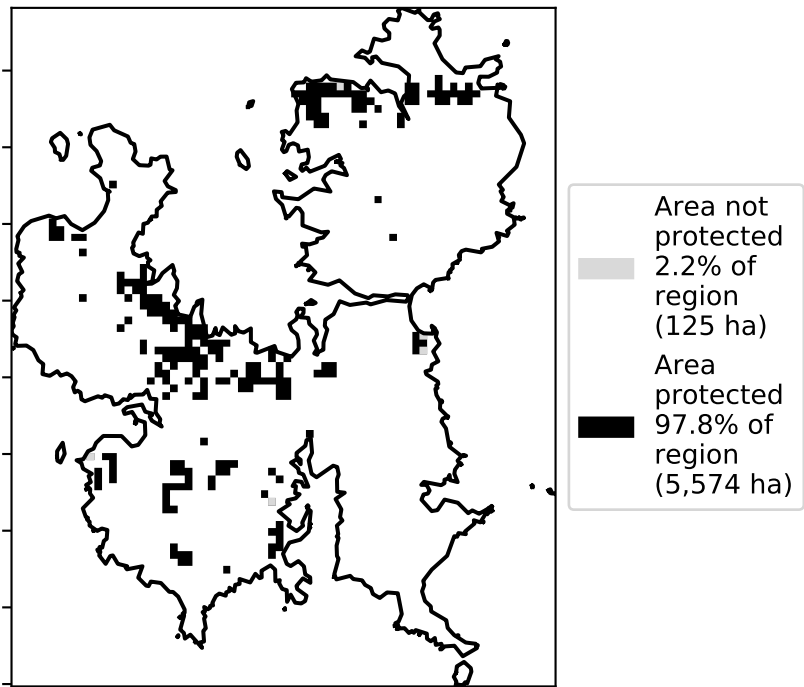 Area not
protected
2.2% of
region
(125 ha)
Area
protected
97.8% of
region
(5,574 ha)